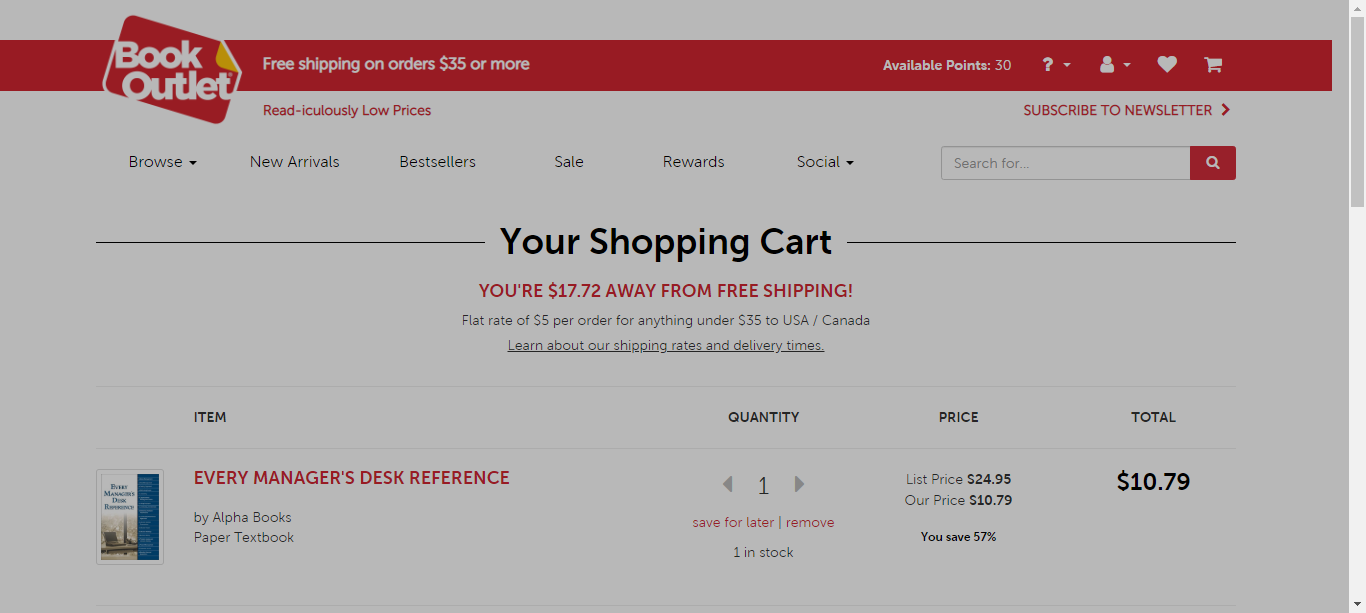 Book
Outlet
Free shipping on orders $35 or more
Available Points: 30
?
Read-iculously Low Prices
SUBSCRIBE TO NEWSLETTER
Browse
New Arrivals
Bestsellers
Sale
Rewards
Social
Search for...
Your Shopping Cart
YOU'RE $17.72 AWAY FROM FREE SHIPPING!
Flat rate of $5 per order for anything under $35 to USA / Canada
Learn about our shipping rates and delivery times.
ITEM
QUANTITY
PRICE
TOTAL
EVERY MANAGER'S DESK REFERENCE
by Alpha Books
Paper Textbook
EVERY
MANAGER'S
DESK
REFERENCE
1
save for later | remove
1 in stock
List Price $24.95
Our Price $10.79
You save 57%
$10.79